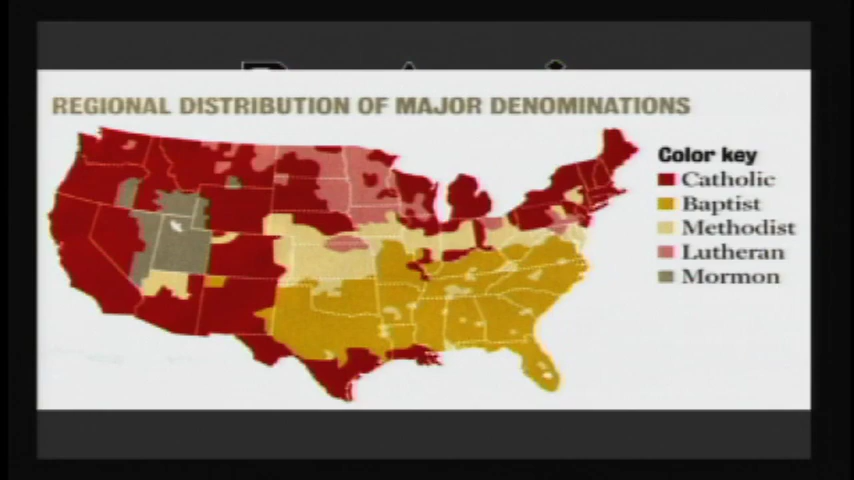 REGIONAL DISTRIBUTION OF MAJOR DENOMINATIONS
Color key
Catholic
Baptist
Methodist
Lutheran
Mormon